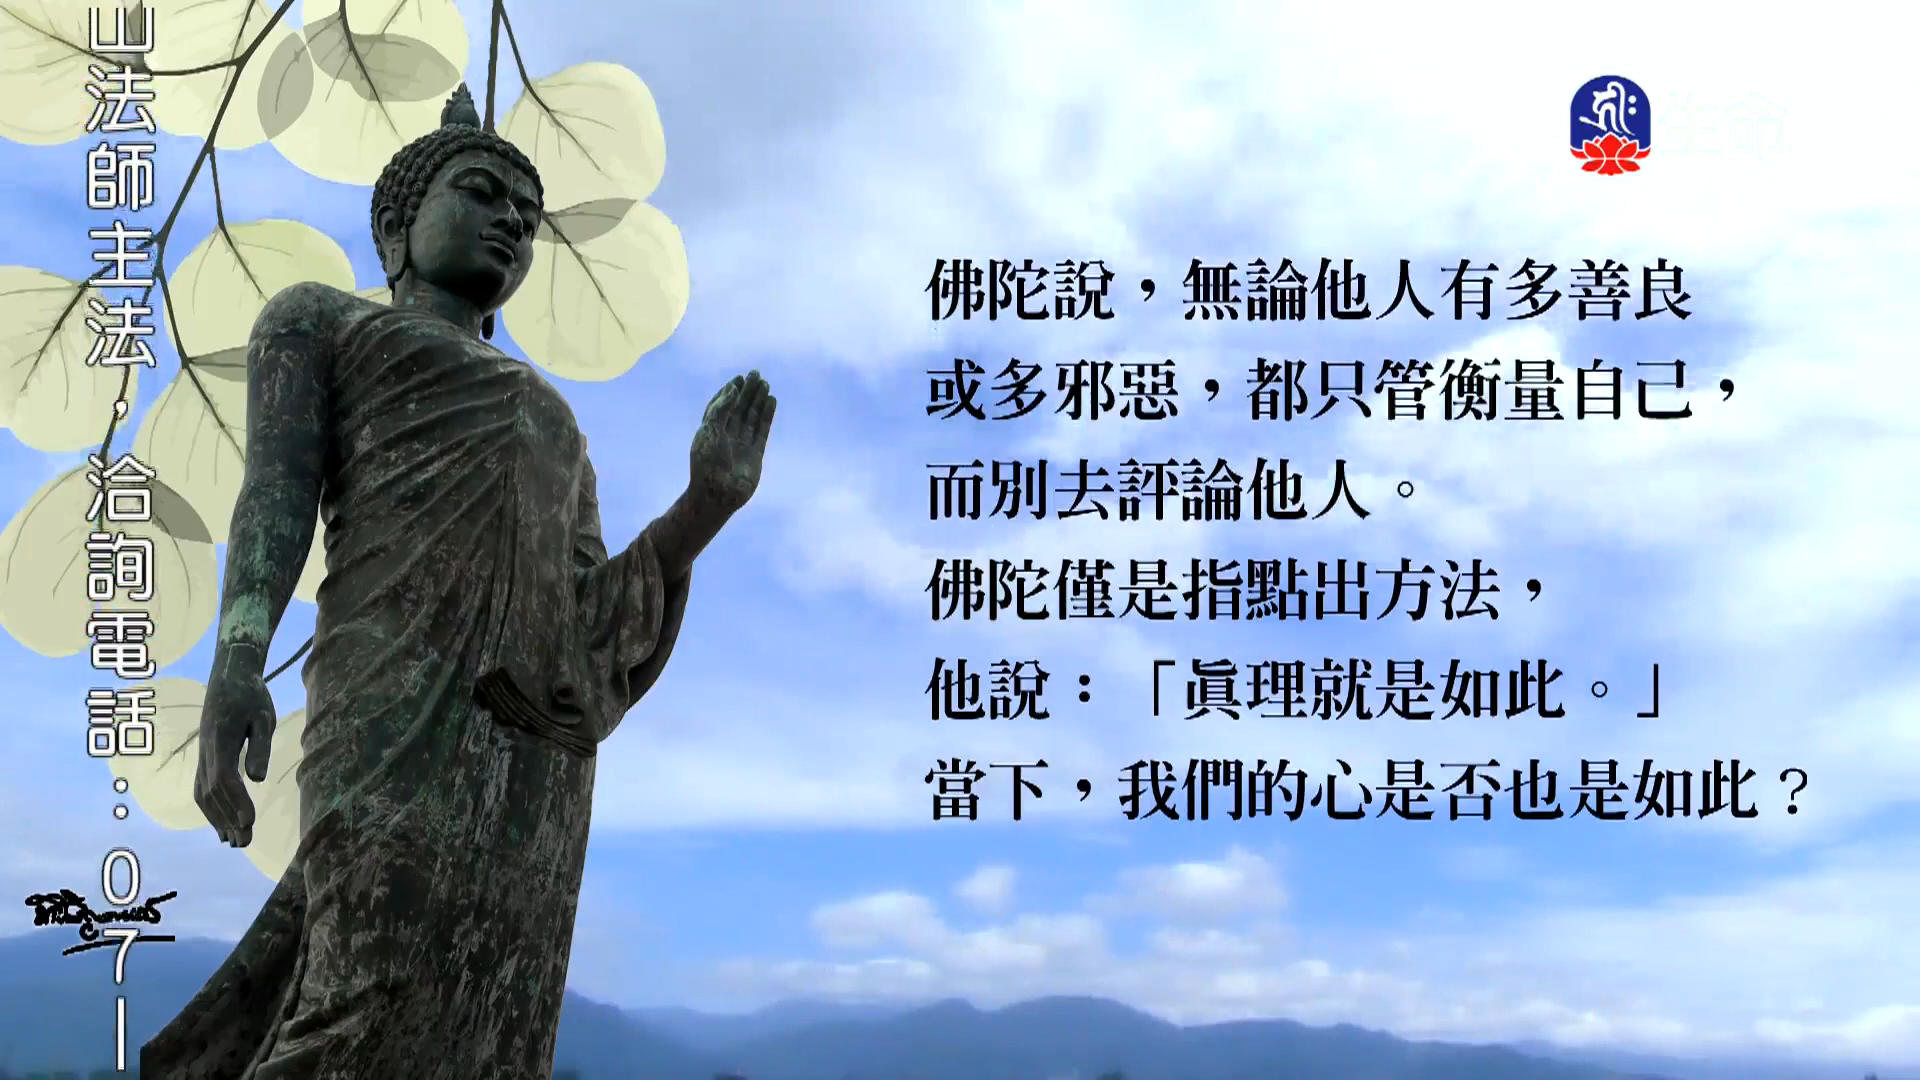 佛陀說，無論他人有多善良
或多邪惡，都只管衡量自己，
而別去評論他人。
佛陀僅是指點出方法，
他說：「眞理就是如此。」
當下，我們的心是否也是如此？
山法師主法，洽詢電話：07－
生命